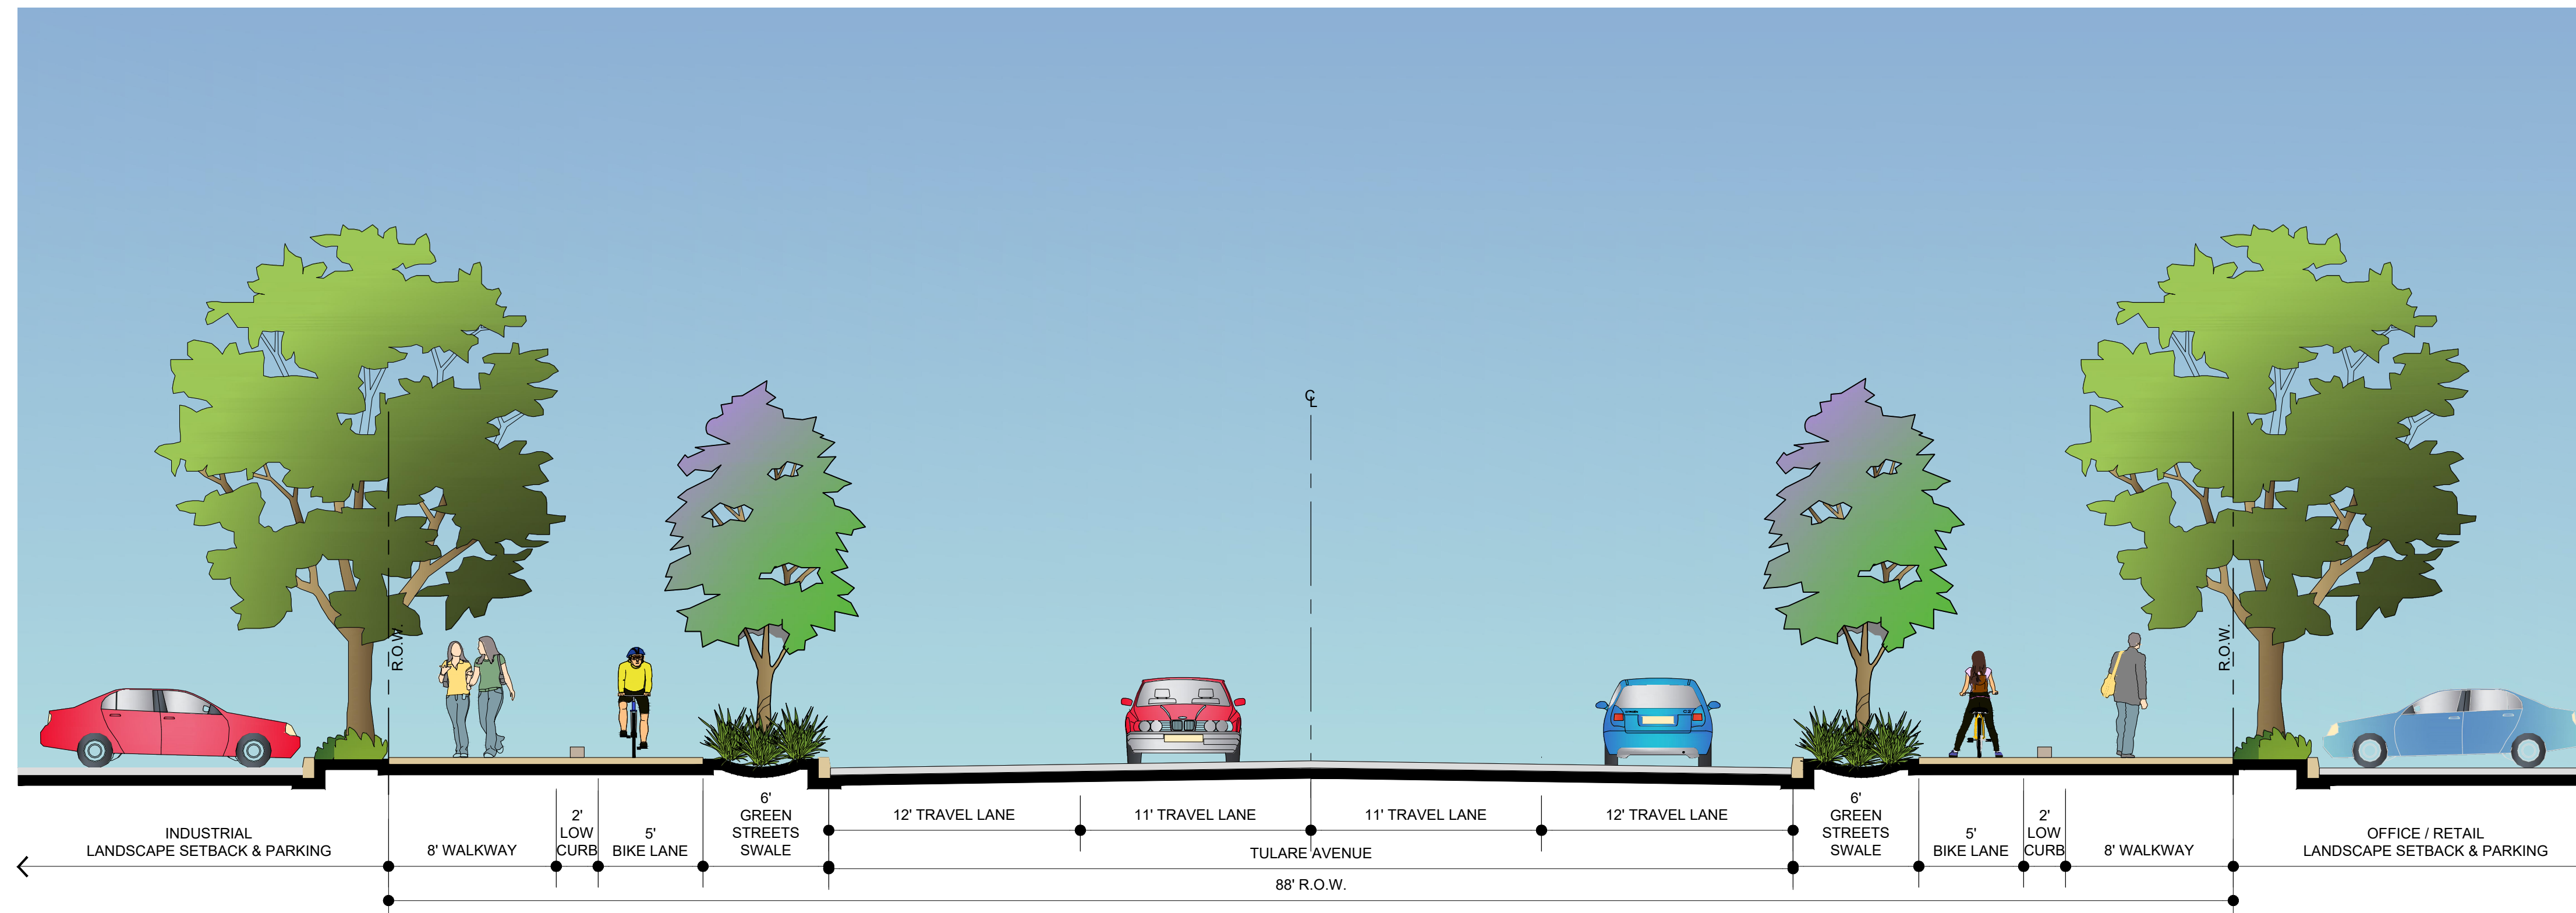 ℄
R.O.W.
R.O.W.
INDUSTRIAL
LANDSCAPE SETBACK & PARKING
8' WALKWAY
2'
LOW
CURB
5'
BIKE LANE
6'
GREEN
STREETS
SWALE
12' TRAVEL LANE
11' TRAVEL LANE
11' TRAVEL LANE
12' TRAVEL LANE
TULARE AVENUE
88' R.O.W.
6'
GREEN
STREETS
SWALE
5'
BIKE LANE
2'
LOW
CURB
8' WALKWAY
OFFICE / RETAIL
LANDSCAPE SETBACK & PARKING